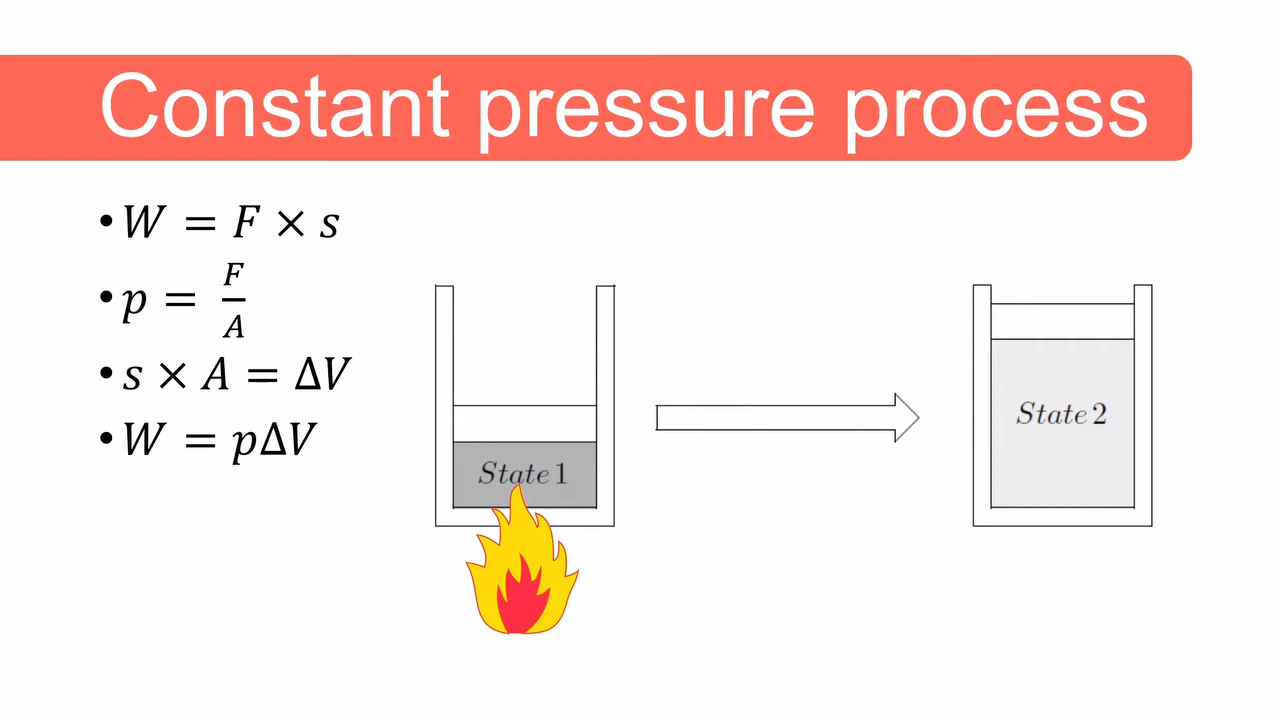 Constant pressure process
• W = F × s
• p = F/A
• s × A = ΔV
• W = pΔV
State 1
State 2